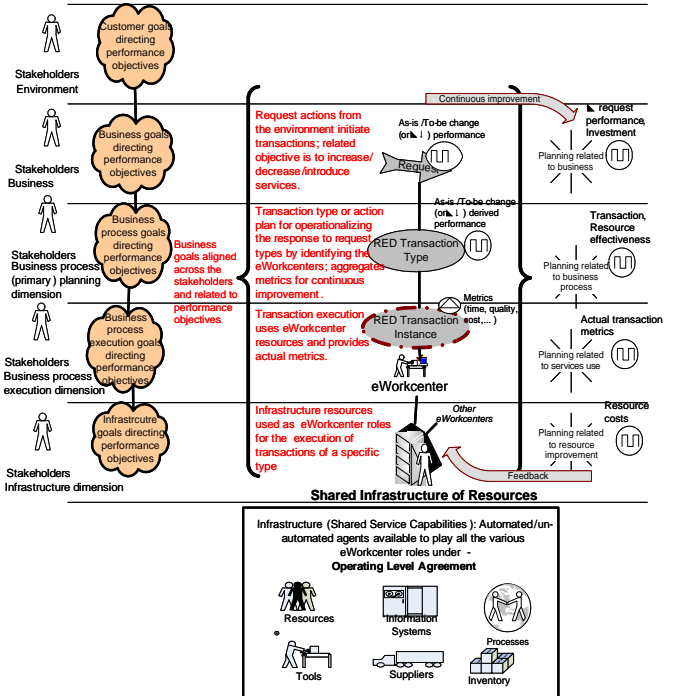 Customer goals
directing
performance
objectives
Stakeholders
Environment
Continuous improvement
Business goals
directing
performance
objectives
Stakeholders
Business
Request actions from
the environment initiate
transactions; related
objective is to increase/
decrease/introduce
services.
As-is /To-be change
(or ↓ ) performance
Request
request
performance,
Investment
Planning related
to business
Business
process goals
directing
performance
objectives
Stakeholders
Business process
(primary) planning
dimension
Business
goals aligned
across the
stakeholders
and related to
performance
objectives
Transaction type or action
plan for operationalizing
the response to request
types by identifying the
eWorkcenters; aggregates
metrics for continuous
improvement .
As-is /To-be change
(or ↓ ) derived
performance
RED Transaction
Type
Transaction,
Resource
effectiveness
Planning related
to business
process
Business
process
execution goals
directing
performance
objectives
Stakeholders
Business process
execution dimension
Transaction execution
uses eWorkcenter
resources and provides
actual metrics.
Metrics
(time, quality,
cost,... )
RED Transaction
Instance
eWorkcenter
Actual transaction
metrics
Planning related
to services use
Infrastrcutre
goals directing
performance
objectives
Stakeholders
Infrastructure dimension
Infrastructure resources
used as eWorkcenter roles
for the execution of
transactions of a specific
type
Other
eWorkcenters
Resource
costs
Planning related
to resource
improvement
Feedback
Shared Infrastructure of Resources
Infrastructure (Shared Service Capabilities ): Automated/un-
automated agents available to play all the various
eWorkcenter roles under -
Operating Level Agreement
Resources
Information
Systems
Processes
Tools
Suppliers
Inventory